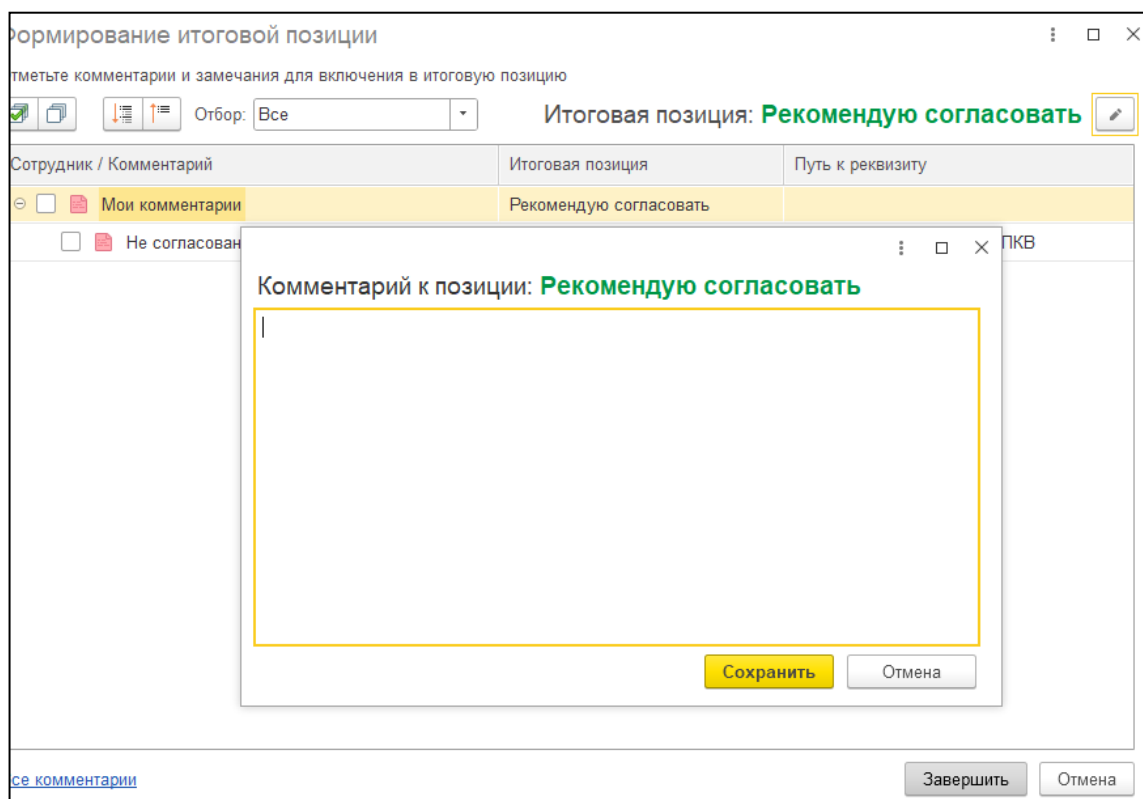 Формирование итоговой позиции
тметьте комментарии и замечания для включения в итоговую позицию
Отбор: Все Итоговая позиция: Рекомендую согласовать
Сотрудник / Комментарий Итоговая позиция Путь к реквизиту
Мои комментарии Рекомендую согласовать
Не согласован ПКВ
Комментарий к позиции: Рекомендую согласовать
Сохранить Отмена
се комментарии Завершить Отмена